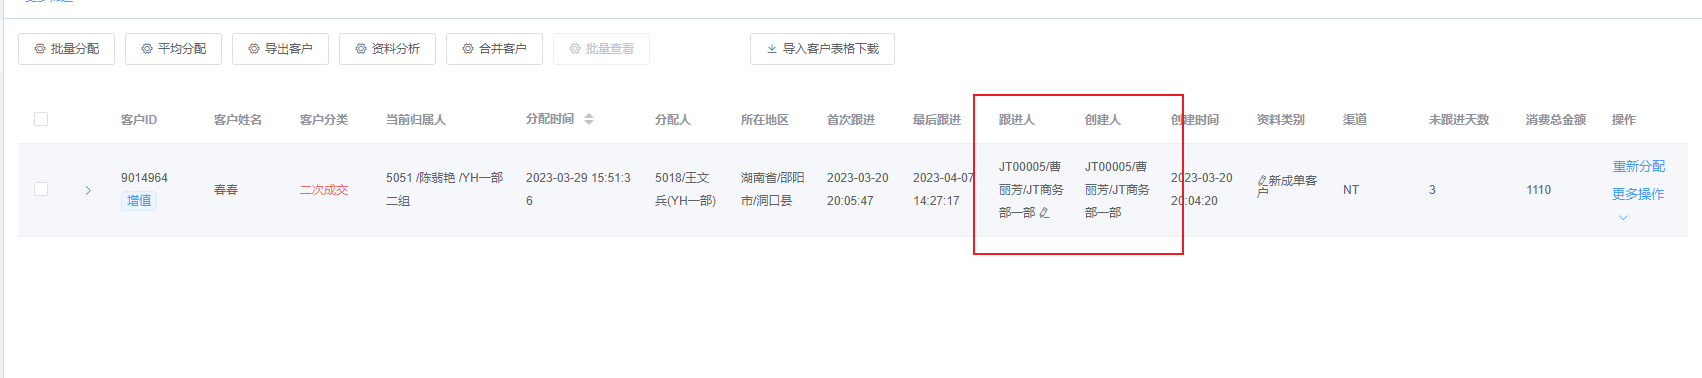 批量分配 平均分配 导出客户 资料分析 合并客户 批量查看 导入客户表格下载
客户ID 客户姓名 客户分类 当前归属人 分配时间 分配人 所在地区 首次跟进 最后跟进 跟进人 创建人 创建时间 资料类别 渠道 未跟进天数 消费总金额 操作
9014964
增值
春春
二次成交
5051 /陈翡艳 /YH一部
二组
2023-03-29 15:51:3
6
5018/王文
兵(YH一部)
湖南省/邵阳
市/洞口县
2023-03-20
20:05:47
2023-04-07
14:27:17
JT00005/曹
丽芳/JT商务
部一部
JT00005/曹
丽芳/JT商务
部一部
2023-03-20
20:04:20
新成单客
户
NT
3
1110
重新分配
更多操作